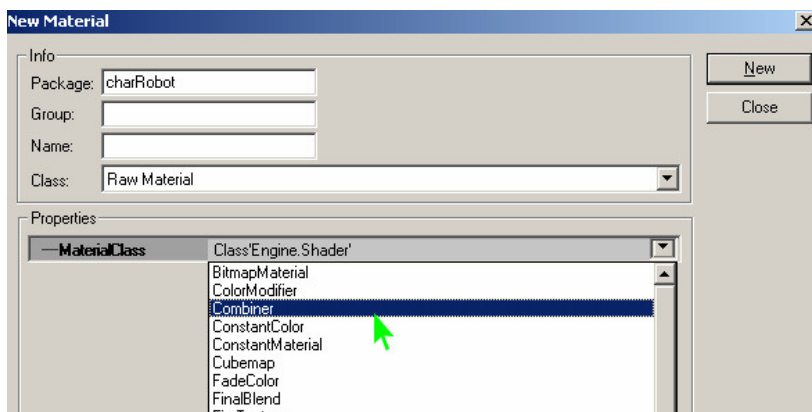 New Material
Info
Package: charRobot
Group:
Name:
Class: Raw Material
New
Close
Properties
MaterialClass Class'Engine.Shader'
BitmapMaterial
ColorModifier
Combiner
ConstantColor
ConstantMaterial
Cubemap
FadeColor
FinalBlend